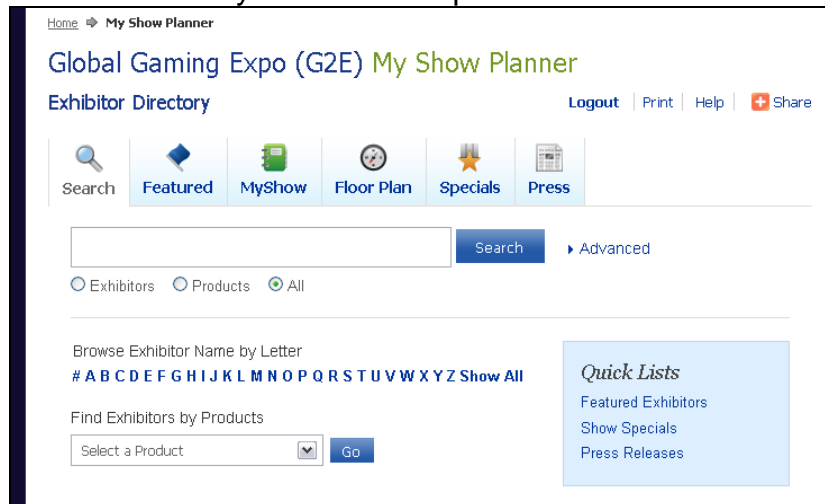 Home My Show Planner
Global Gaming Expo (G2E) My Show Planner
Exhibitor Directory
Logout Print Help Share
Search Featured MyShow Floor Plan Specials Press
Search Advanced
Exhibitors Products All
Browse Exhibitor Name by Letter
# A B C D E F G H I J K L M N O P Q R S T U V W X Y Z Show All
Find Exhibitors by Products
Select a Product Go
Quick Lists
Featured Exhibitors
Show Specials
Press Releases